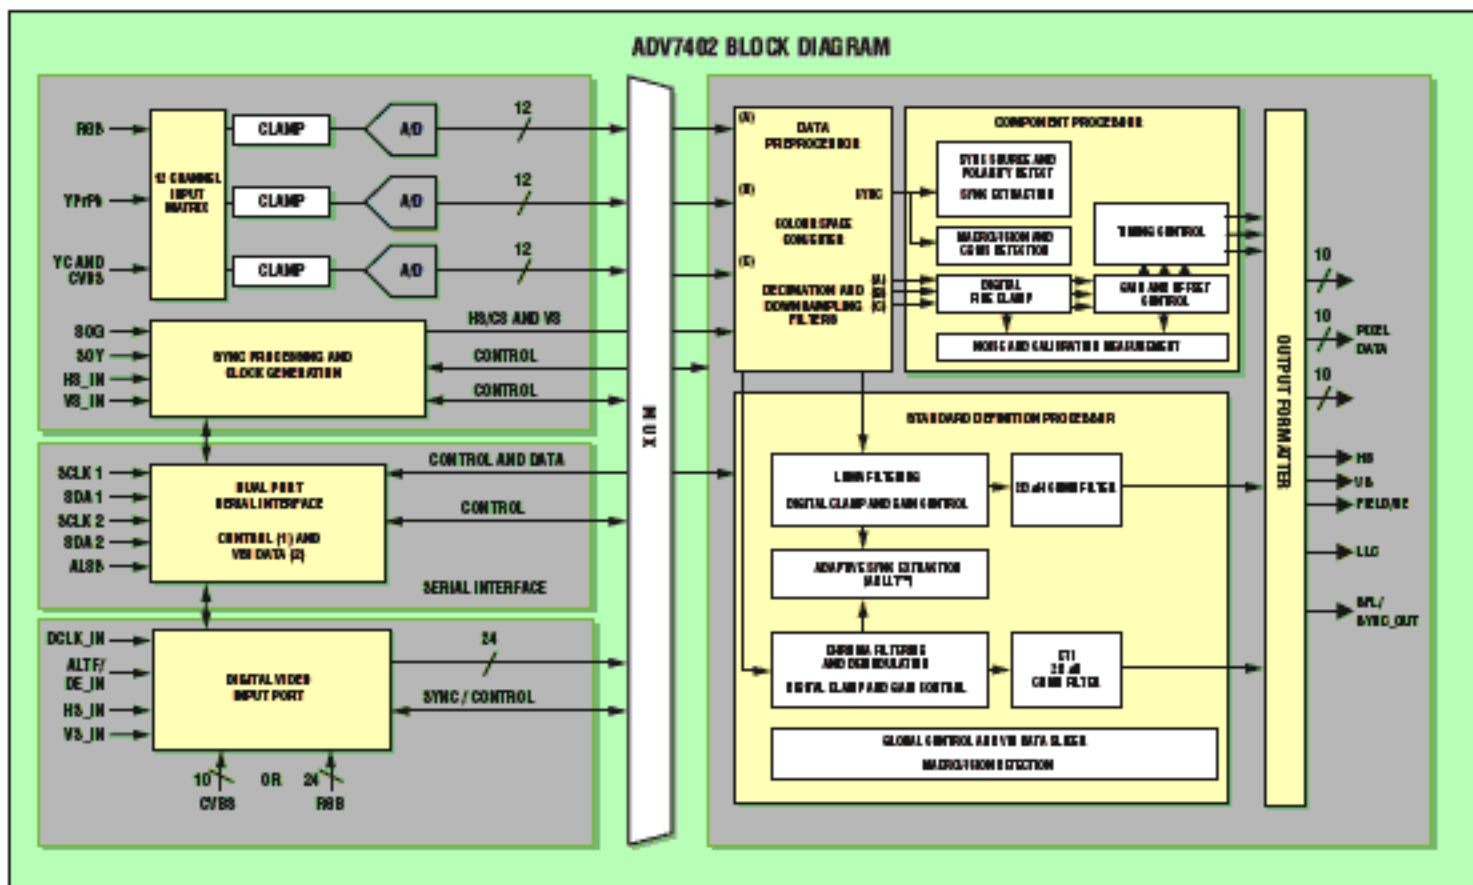 ADV7402 BLOCK DIAGRAM
RGB
YPrPb
YC AND
CVBS
12 CHANNEL
INPUT
MATRIX
CLAMP
A/D
12
CLAMP
A/D
12
CLAMP
A/D
12
SOG
SOY
HS_IN
VS_IN
SYNC PROCESSING AND
CLOCK GENERATION
HS/CS AND VS
CONTROL
CONTROL
SCLK 1
SDA 1
SCLK 2
SDA 2
ALSB
DUAL PORT
SERIAL INTERFACE
CONTROL (1) AND
VBI DATA (2)
CONTROL AND DATA
CONTROL
SERIAL INTERFACE
DCLK_IN
ALTF/
DE_IN
HS_IN
VS_IN
DIGITAL VIDEO
INPUT PORT
24
SYNC / CONTROL
10
OR
24
CVBS
RGB
MUX
(A)
DATA
PREPROCESSOR
(B)
SYNC
COLOUR SPACE
CONVERTER
(C)
DECIMATION AND
DOWNSAMPLING
FILTERS
(A)
(B)
(C)
COMPONENT PROCESSOR
SYNC SOURCE AND
POLARITY DETECT
SYNC EXTRACTION
MACROVISION AND
CGMS DETECTION
DIGITAL
FINE CLAMP
TIMING CONTROL
GAIN AND OFFSET
CONTROL
NOISE AND CALIBRATION MEASUREMENT
STANDARD DEFINITION PROCESSOR
LUMA FILTERING
DIGITAL CLAMP AND GAIN CONTROL
COMB FILTER
ADAPTIVE SYNC EXTRACTION
(ADLLT™)
CHROMA FILTERING
AND DEMODULATION
DIGITAL CLAMP AND GAIN CONTROL
CTI
COMB FILTER
GLOBAL CONTROL AND VBI DATA SLICER
MACROVISION DETECTION
OUTPUT FORMATTER
10
10
PIXEL
DATA
10
HS
VS
FIELD/DE
LLC
SFL/
SYNC_OUT